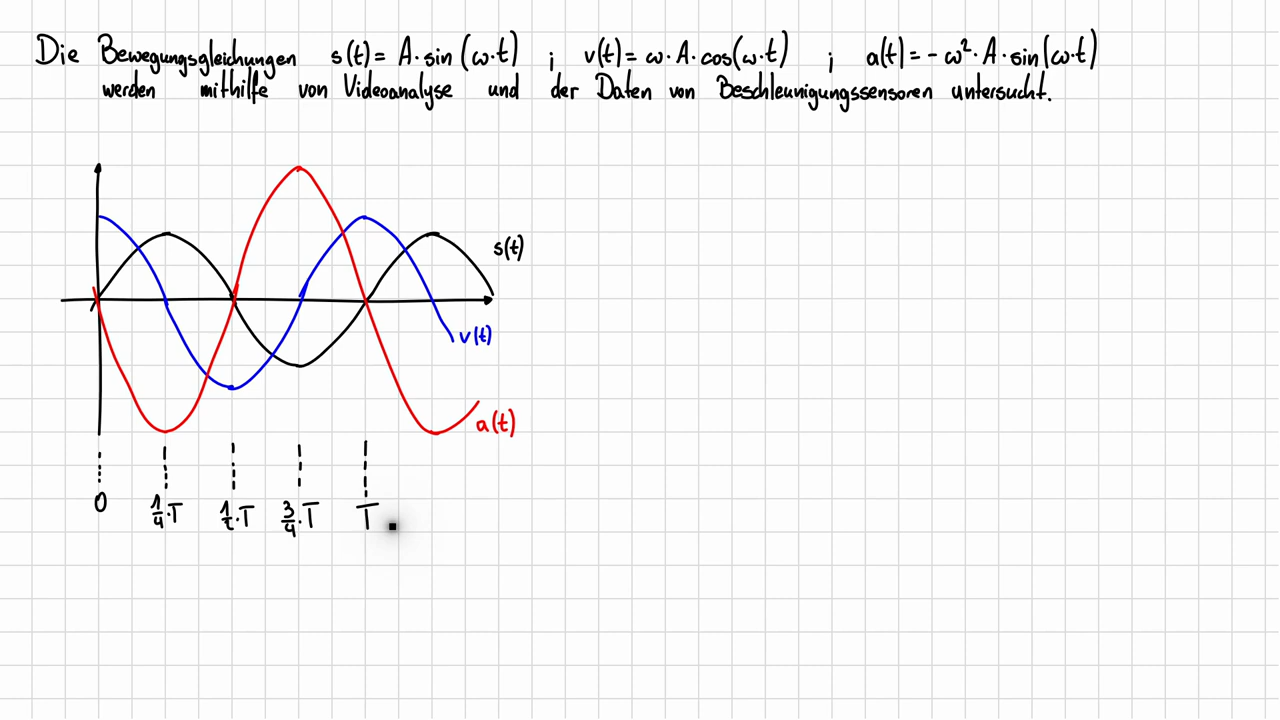 Die Bewegungsgleichungen s(t) = A · sin (ω·t) ; v(t) = ω · A · cos(ω·t) ; a(t) = - ω² · A · sin(ω·t)
werden mithilfe von Videoanalyse und der Daten von Beschleunigungssensoren untersucht.
s(t)
v(t)
a(t)
0 1/4 · T 1/2 · T 3/4 · T T